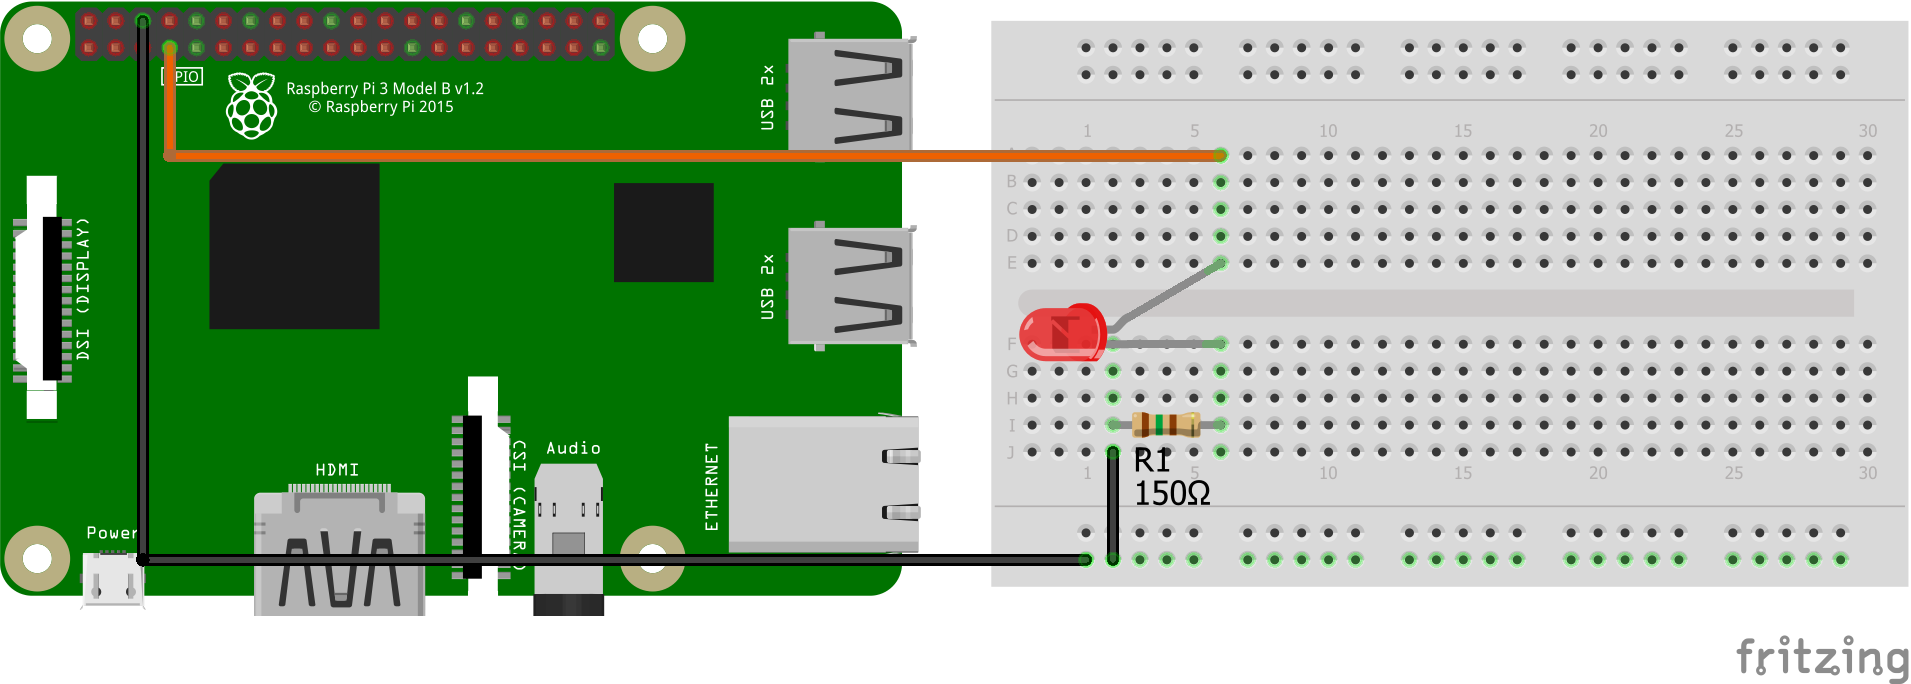 GPIO
Raspberry Pi 3 Model B v1.2
© Raspberry Pi 2015
USB 2x
USB 2x
DSI (DISPLAY)
Power
HDMI
CSI (CAMERA)
Audio
ETHERNET
1 5 10 15 20 25 30
A
B
C
D
E
F
G
H
I
J
R1
150Ω
1 5 10 15 20 25 30
fritzing